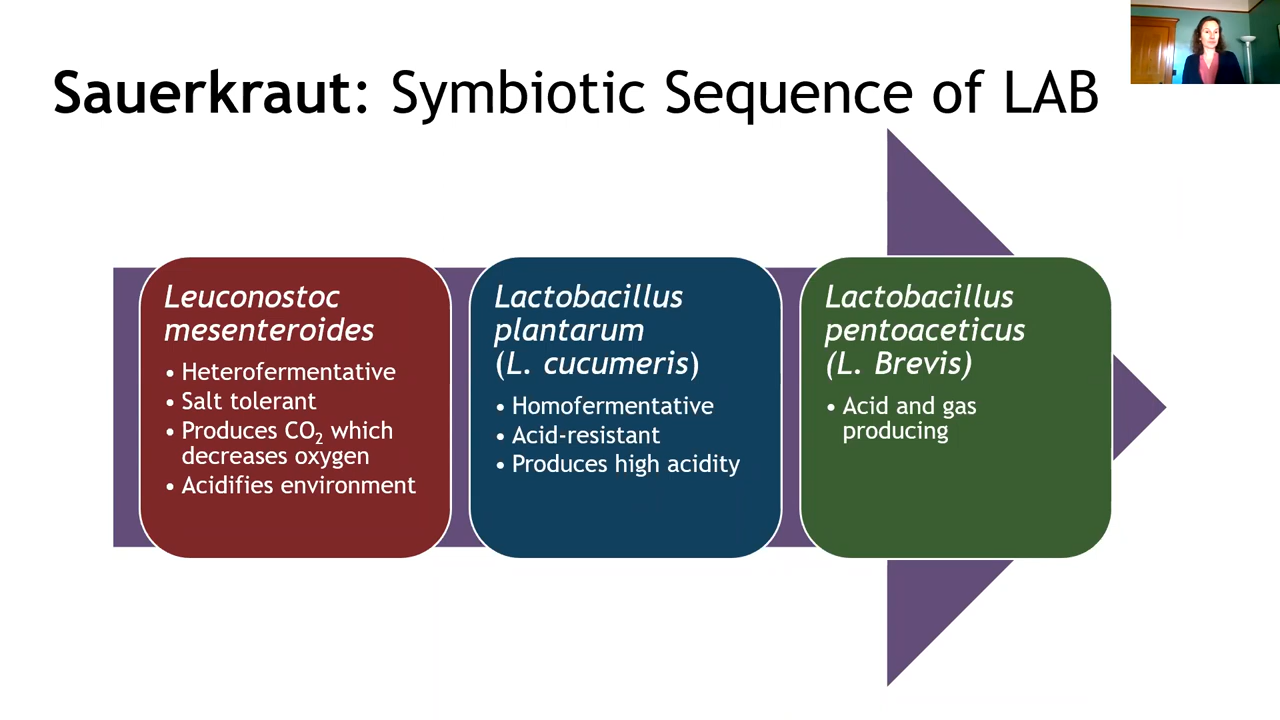 Sauerkraut: Symbiotic Sequence of LAB
Leuconostoc
mesenteroides
• Heterofermentative
• Salt tolerant
• Produces CO₂ which
decreases oxygen
• Acidifies environment
Lactobacillus
plantarum
(L. cucumeris)
• Homofermentative
• Acid-resistant
• Produces high acidity
Lactobacillus
pentoaceticus
(L. Brevis)
• Acid and gas
producing